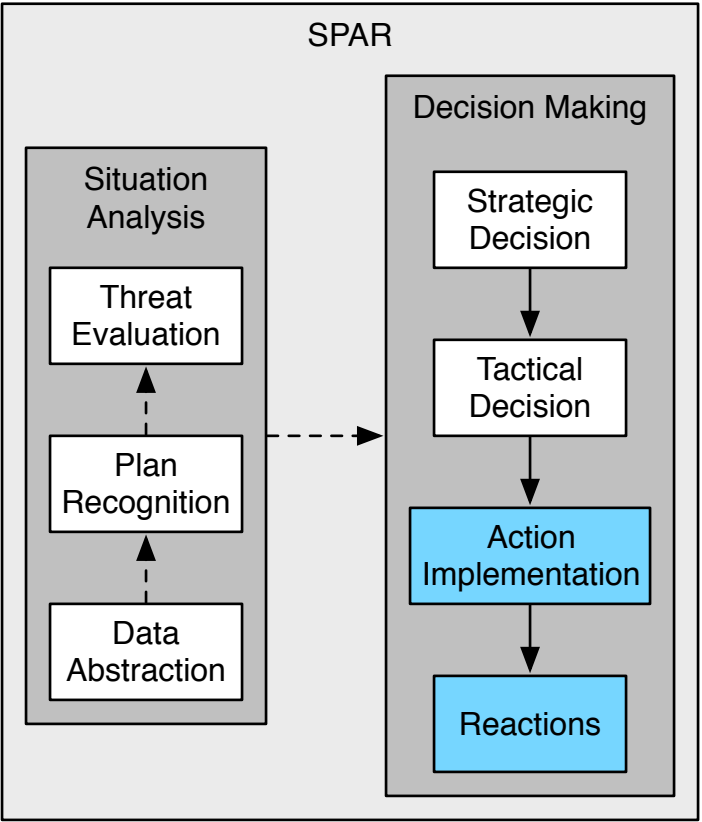 SPAR
Situation
Analysis
Threat
Evaluation
Plan
Recognition
Data
Abstraction
Decision Making
Strategic
Decision
Tactical
Decision
Action
Implementation
Reactions